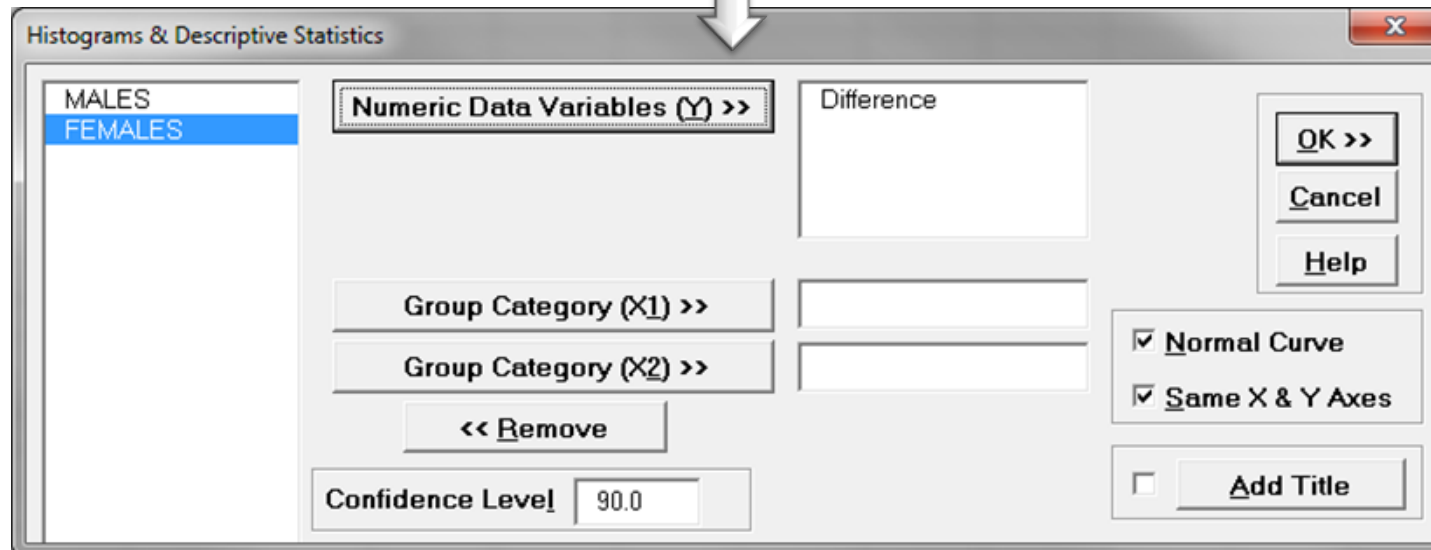 Histograms & Descriptive Statistics
MALES
FEMALES
Numeric Data Variables (Y) >>
Difference
OK >>
Cancel
Help
Group Category (X1) >>
Group Category (X2) >>
<< Remove
Normal Curve
Same X & Y Axes
Confidence Level 90.0
Add Title